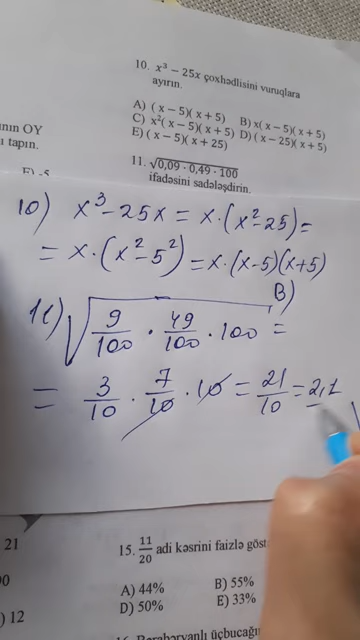 10. x³ − 25x çoxhədlisini vuruqlara
ayırın.
A) (x − 5)(x + 5) B) x(x − 5)(x + 5)
C) x²(x − 5)(x + 5) D) (x − 25)(x + 5)
E) (x − 5)(x + 25)
nın OY
ı tapın.
E) -5
11. √(0,09 · 0,49 · 100)
ifadəsini sadələşdirin.
10) x³ − 25x = x · (x² − 25) =
= x · (x² − 5²) = x · (x−5)(x+5)
B)
11) √(9/100 · 49/100 · 100) =
= 3/10 · 7/10 · 10 = 21/10 = 2,1
21
) 12
15. 11/20 adi kəsrini faizlə göst
A) 44% B) 55%
D) 50% E) 33%